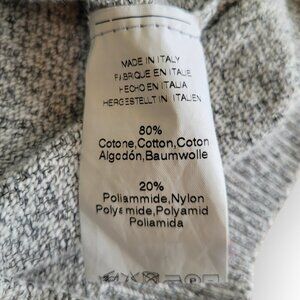 MADE IN ITALY
FABRIQUE EN ITALIE
HECHO EN ITALIA
HERGESTELLT IN ITALIEN
80%
Cotone,Cotton,Coton
Algodón,Baumwolle
20%
Poliammide,Nylon
Polyamide,Polyamid
Poliamida